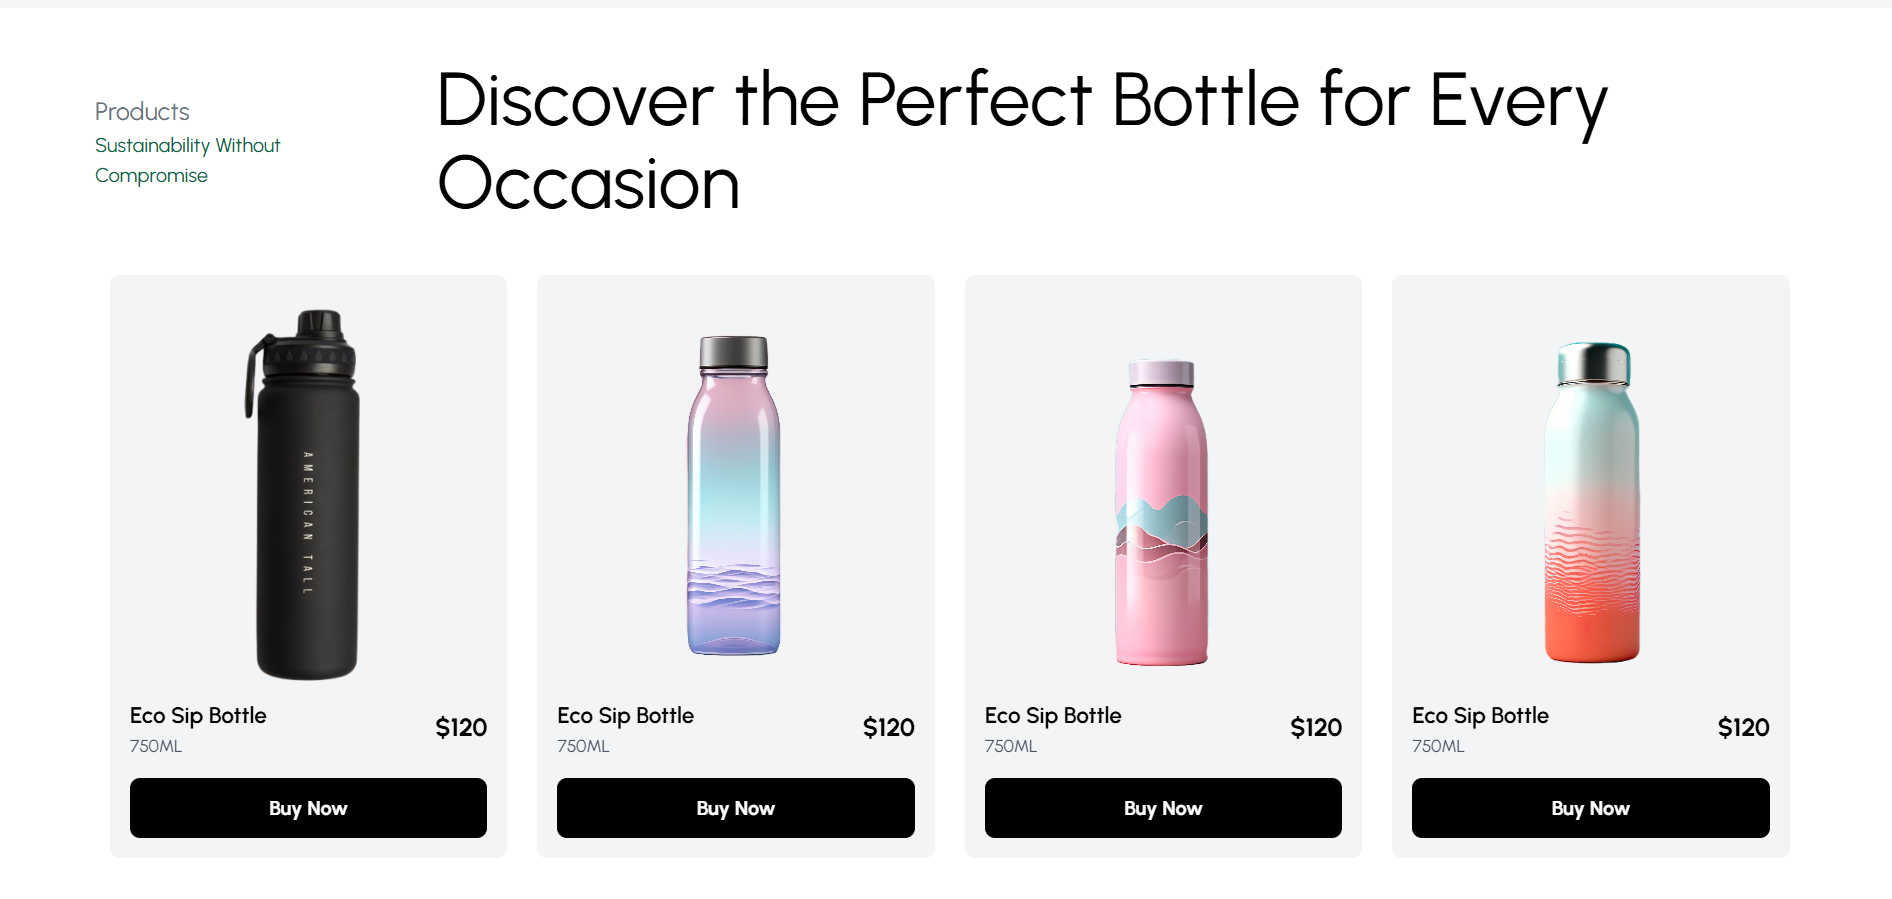 Products
Sustainability Without
Compromise
Discover the Perfect Bottle for Every
Occasion
AMERICAN TALL
Eco Sip Bottle
750ML
$120
Buy Now
Eco Sip Bottle
750ML
$120
Buy Now
Eco Sip Bottle
750ML
$120
Buy Now
Eco Sip Bottle
750ML
$120
Buy Now